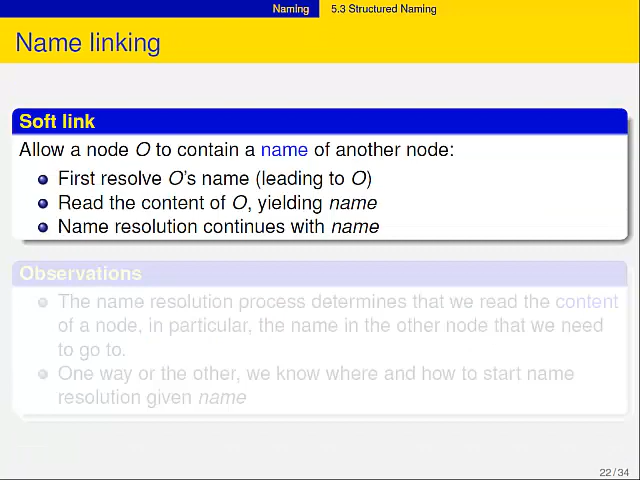 Naming
5.3 Structured Naming
Name linking
Soft link
Allow a node O to contain a name of another node:
First resolve O's name (leading to O)
Read the content of O, yielding name
Name resolution continues with name
Observations
The name resolution process determines that we read the content
of a node, in particular, the name in the other node that we need
to go to.
One way or the other, we know where and how to start name
resolution given name
22 / 34